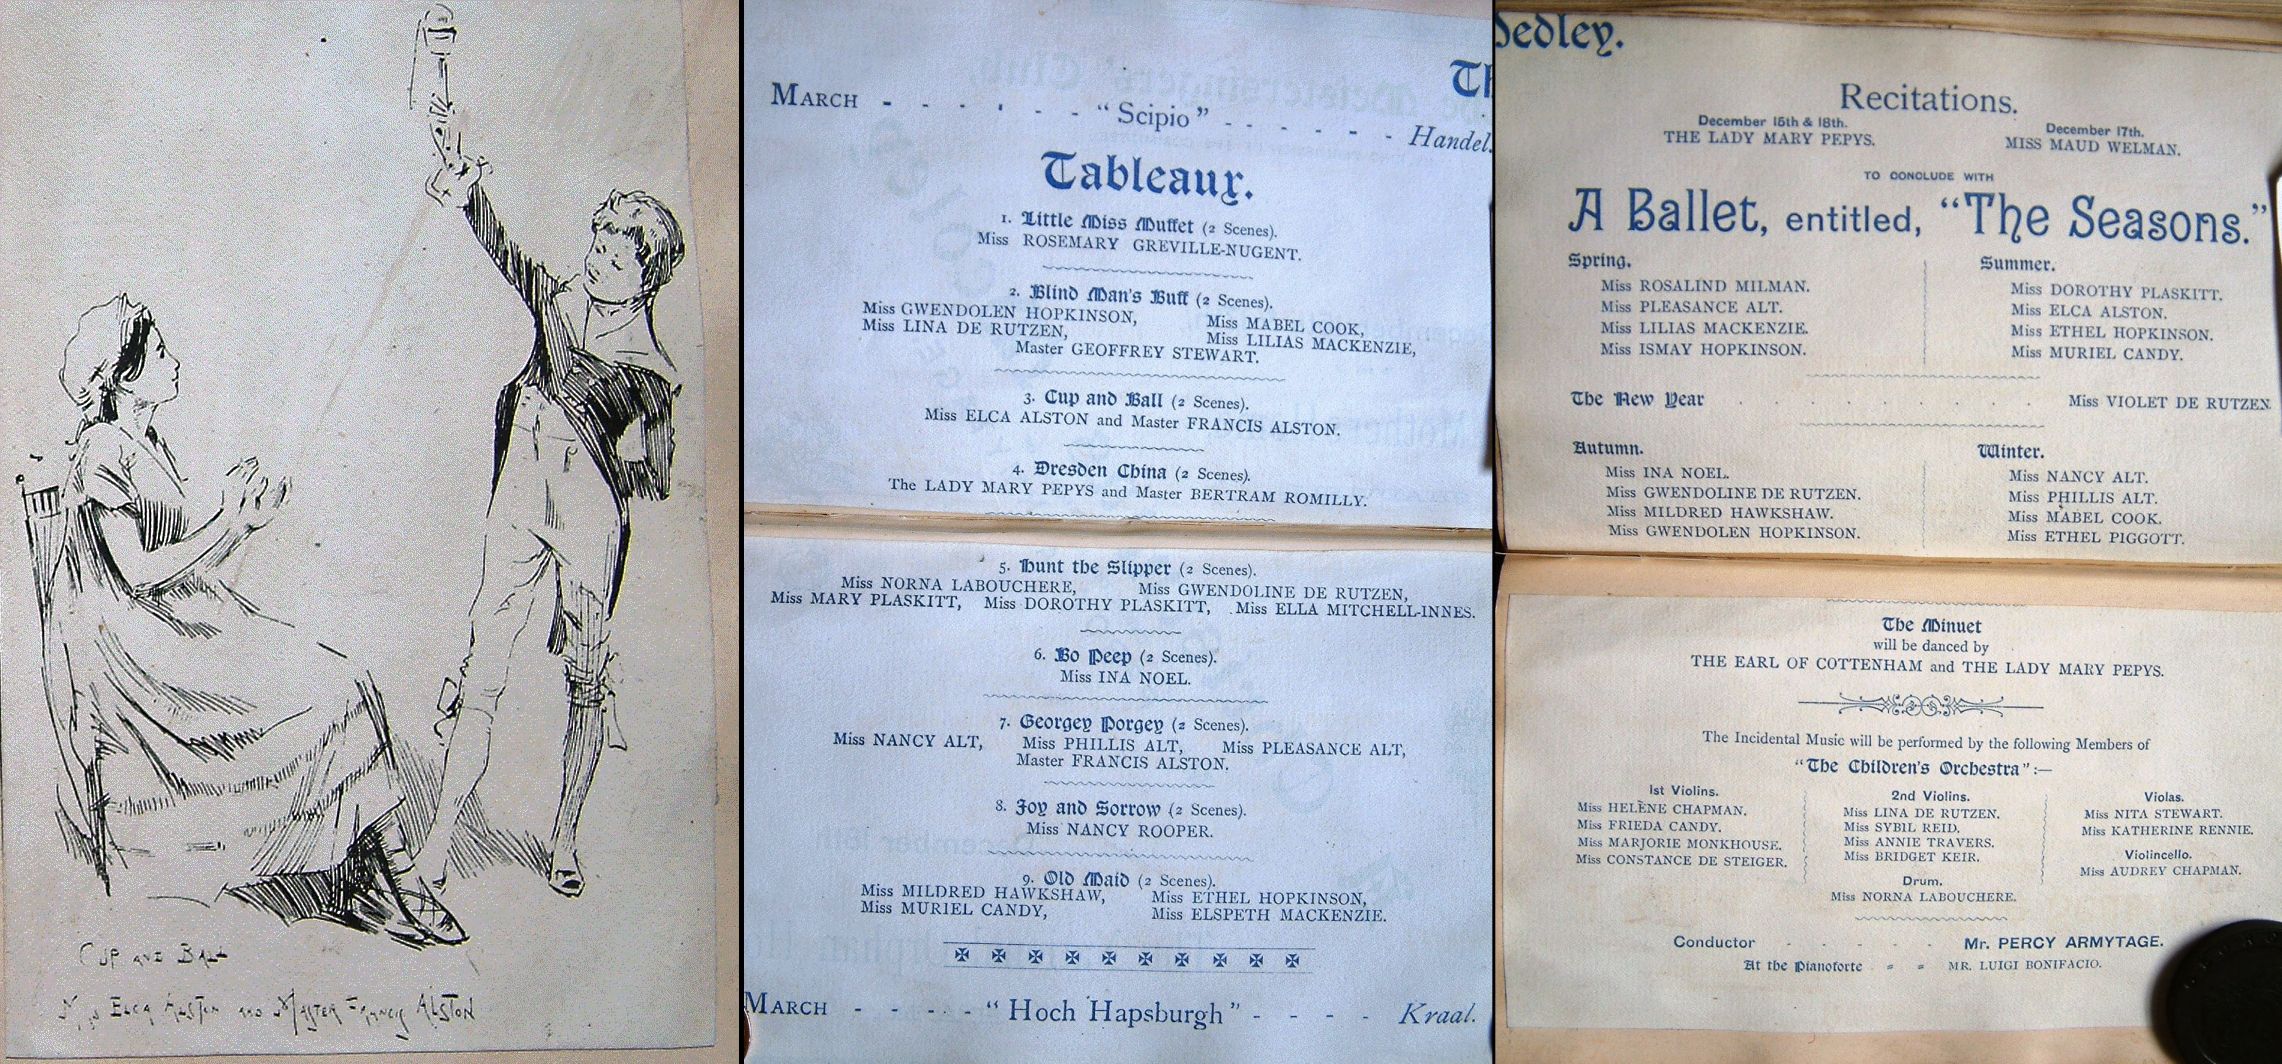 CUP AND BALL
MISS ELCA ALSTON AND MASTER FRANCIS ALSTON
MARCH - - - - - - "Scipio" - - - - - - Handel.
Tableaux.
1. Little Miss Muffet (2 Scenes).
Miss ROSEMARY GREVILLE-NUGENT.
2. Blind Man's Buff (2 Scenes).
Miss GWENDOLEN HOPKINSON, Miss MABEL COOK,
Miss LINA DE RUTZEN, Miss LILIAS MACKENZIE,
Master GEOFFREY STEWART.
3. Cup and Ball (2 Scenes).
Miss ELCA ALSTON and Master FRANCIS ALSTON.
4. Dresden China (2 Scenes).
The LADY MARY PEPYS and Master BERTRAM ROMILLY.
5. Hunt the Slipper (2 Scenes).
Miss NORNA LABOUCHERE, Miss GWENDOLINE DE RUTZEN,
Miss MARY PLASKITT, Miss DOROTHY PLASKITT, Miss ELLA MITCHELL-INNES.
6. Bo Peep (2 Scenes).
Miss INA NOEL.
7. Georgey Porgey (2 Scenes).
Miss NANCY ALT, Miss PHILLIS ALT, Miss PLEASANCE ALT,
Master FRANCIS ALSTON.
8. Joy and Sorrow (2 Scenes).
Miss NANCY ROOPER.
9. Old Maid (2 Scenes).
Miss MILDRED HAWKSHAW, Miss ETHEL HOPKINSON,
Miss MURIEL CANDY, Miss ELSPETH MACKENZIE.
MARCH - - - - "Hoch Hapsburgh" - - - - Kraal.
Recitations.
December 15th & 18th. December 17th.
THE LADY MARY PEPYS. MISS MAUD WELMAN.
TO CONCLUDE WITH
A Ballet, entitled, "The Seasons."
Spring. Summer.
Miss ROSALIND MILMAN. Miss DOROTHY PLASKITT.
Miss PLEASANCE ALT. Miss ELCA ALSTON.
Miss LILIAS MACKENZIE. Miss ETHEL HOPKINSON.
Miss ISMAY HOPKINSON. Miss MURIEL CANDY.
The New Year . . . . . . . Miss VIOLET DE RUTZEN
Autumn. Winter.
Miss INA NOEL. Miss NANCY ALT.
Miss GWENDOLINE DE RUTZEN. Miss PHILLIS ALT.
Miss MILDRED HAWKSHAW. Miss MABEL COOK.
Miss GWENDOLEN HOPKINSON. Miss ETHEL PIGGOTT.
The Minuet
will be danced by
THE EARL OF COTTENHAM and THE LADY MARY PEPYS.
The Incidental Music will be performed by the following Members of
"The Children's Orchestra":—
1st Violins. 2nd Violins. Violas.
Miss HELÈNE CHAPMAN. Miss LINA DE RUTZEN. Miss NITA STEWART.
Miss FRIEDA CANDY. Miss SYBIL REID. Miss KATHERINE RENNIE.
Miss MARJORIE MONKHOUSE. Miss ANNIE TRAVERS. Violincello.
Miss CONSTANCE DE STEIGER. Miss BRIDGET KEIR. Miss AUDREY CHAPMAN.
Drum.
Miss NORNA LABOUCHERE.
Conductor - - - - - Mr. PERCY ARMYTAGE.
At the Pianoforte - - MR. LUIGI BONIFACIO.